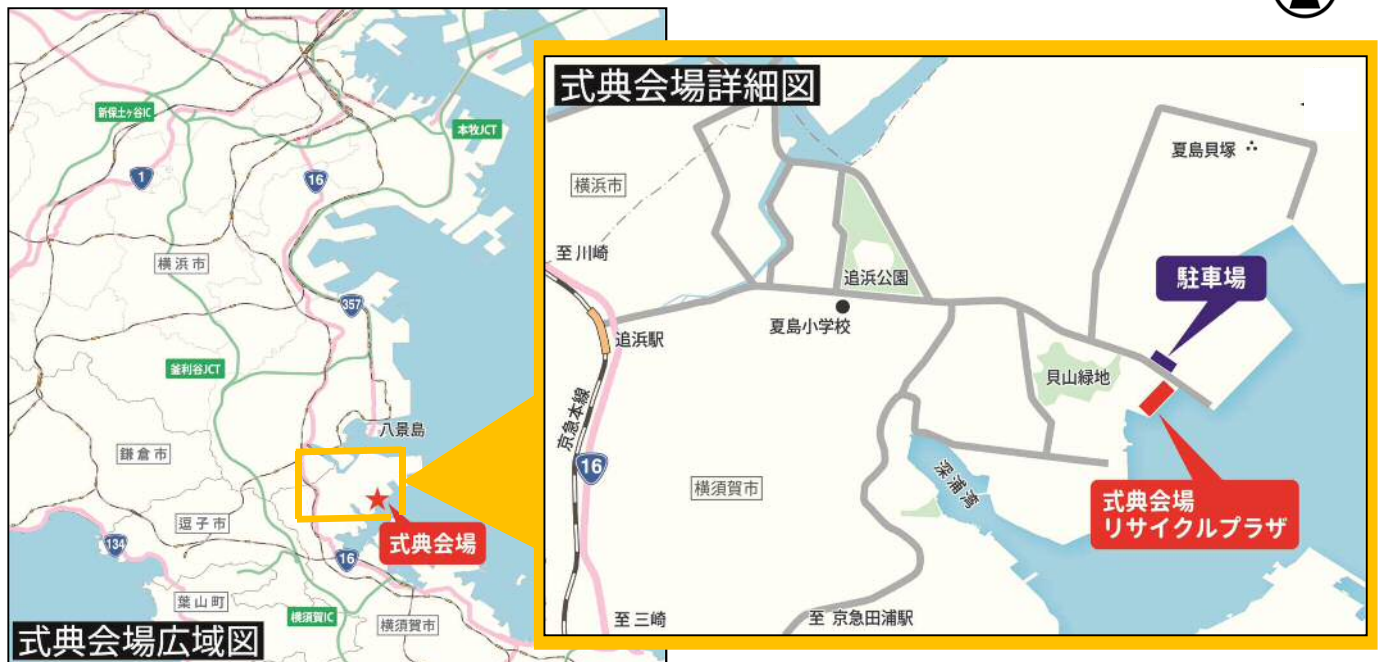 新保土ヶ谷IC
本牧JCT
1
16
横浜市
357
釜利谷JCT
八景島
鎌倉市
逗子市
式典会場
134
16
葉山町
横須賀IC
横須賀市
式典会場広域図
式典会場詳細図
夏島貝塚
横浜市
至 川崎
追浜公園
駐車場
追浜駅
夏島小学校
貝山緑地
京急本線
16
横須賀市
深浦湾
式典会場
リサイクルプラザ
至 三崎
至 京急田浦駅